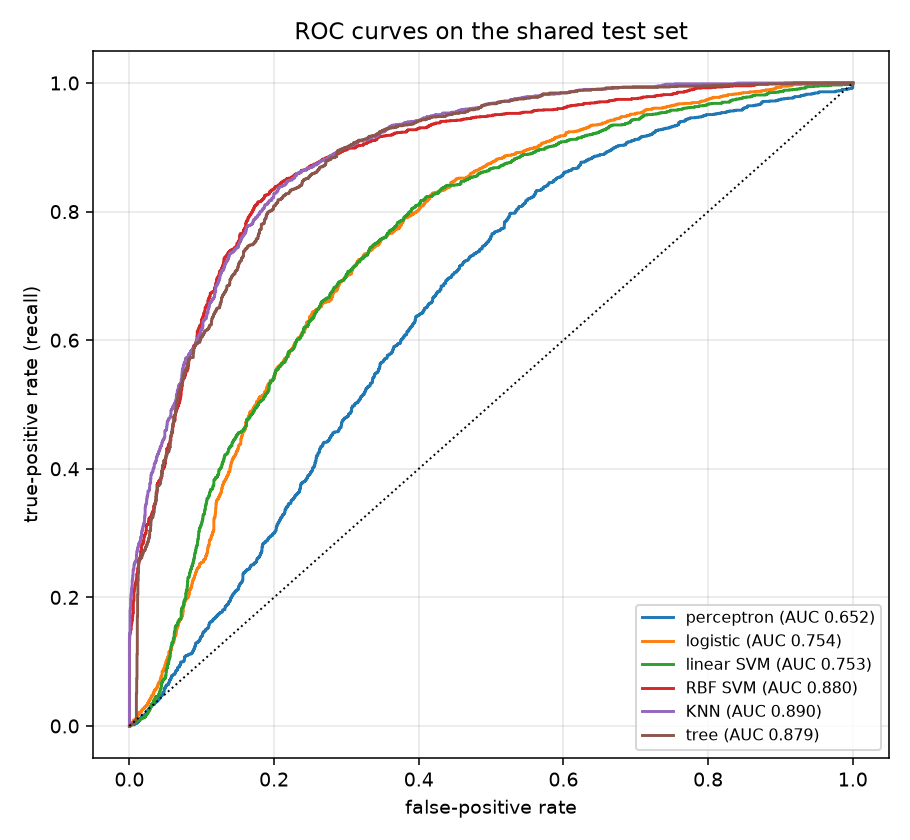 ROC curves on the shared test set
true-positive rate (recall)
1.0
0.8
0.6
0.4
0.2
0.0
0.0 0.2 0.4 0.6 0.8 1.0
false-positive rate
perceptron (AUC 0.652)
logistic (AUC 0.754)
linear SVM (AUC 0.753)
RBF SVM (AUC 0.880)
KNN (AUC 0.890)
tree (AUC 0.879)